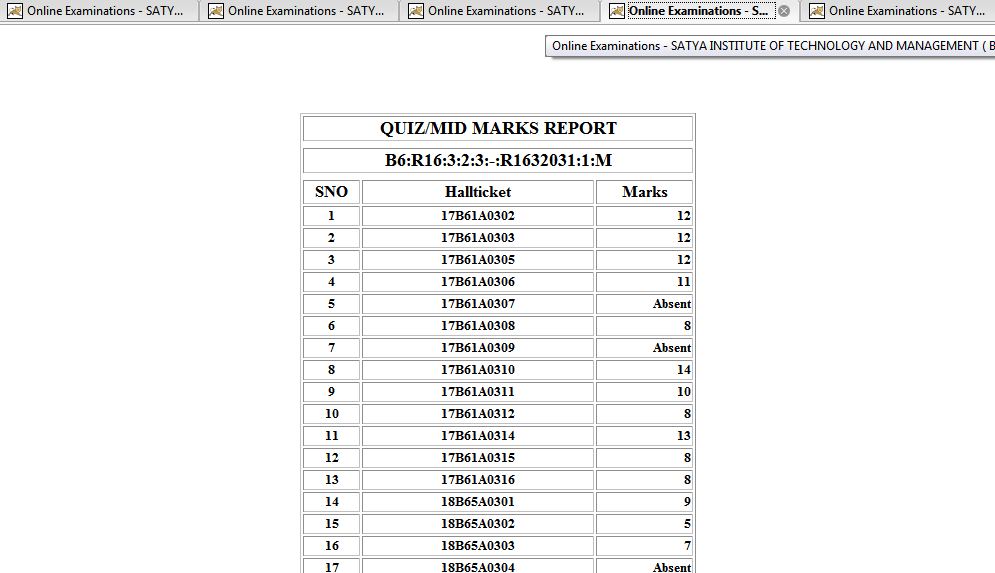 Online Examinations - SATY... Online Examinations - SATY... Online Examinations - SATY... Online Examinations - S... Online Examinations - SATY...
Online Examinations - SATYA INSTITUTE OF TECHNOLOGY AND MANAGEMENT ( B
QUIZ/MID MARKS REPORT
B6:R16:3:2:3:-:R1632031:1:M
SNO Hallticket Marks
1 17B61A0302 12
2 17B61A0303 12
3 17B61A0305 12
4 17B61A0306 11
5 17B61A0307 Absent
6 17B61A0308 8
7 17B61A0309 Absent
8 17B61A0310 14
9 17B61A0311 10
10 17B61A0312 8
11 17B61A0314 13
12 17B61A0315 8
13 17B61A0316 8
14 18B65A0301 9
15 18B65A0302 5
16 18B65A0303 7
17 18B65A0304 Absent